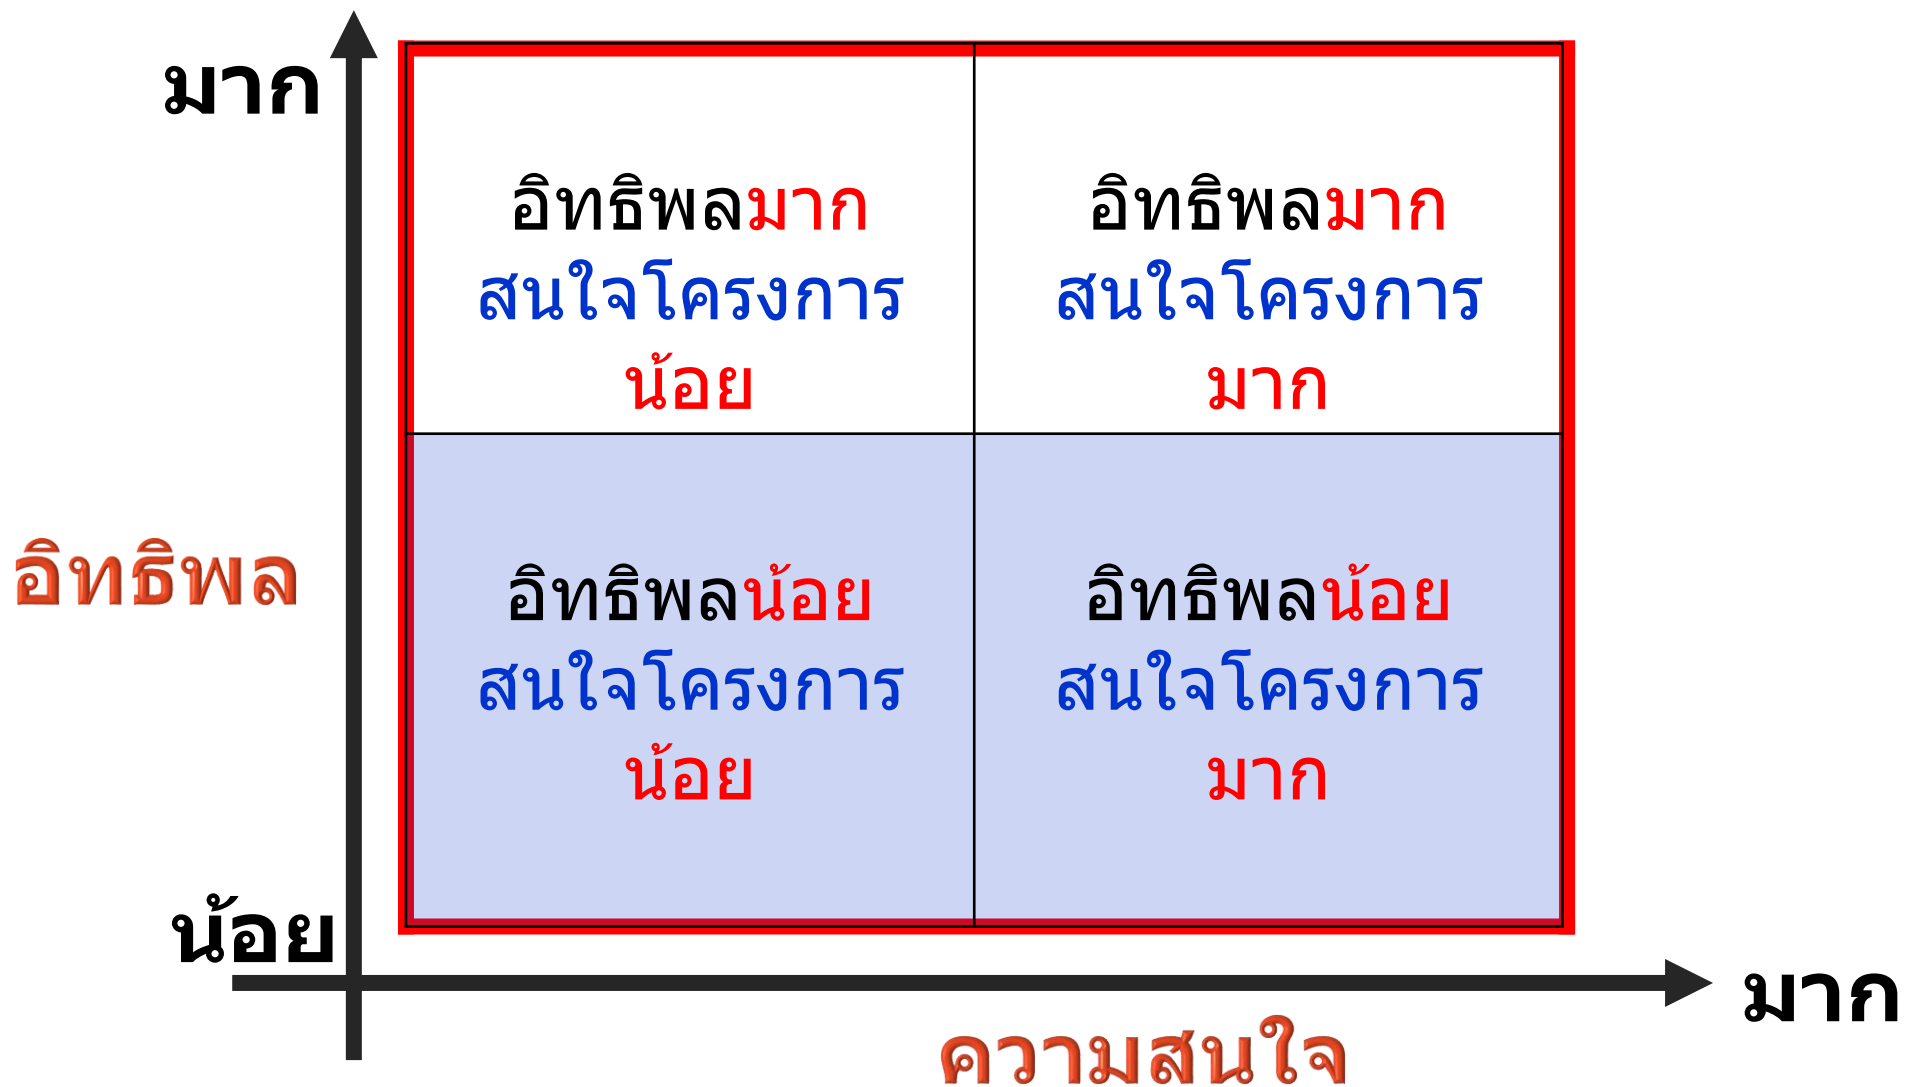 มาก
อิทธิพลมาก
สนใจโครงการ
น้อย
อิทธิพลมาก
สนใจโครงการ
มาก
อิทธิพล
อิทธิพลน้อย
สนใจโครงการ
น้อย
อิทธิพลน้อย
สนใจโครงการ
มาก
น้อย
มาก
ความสนใจ